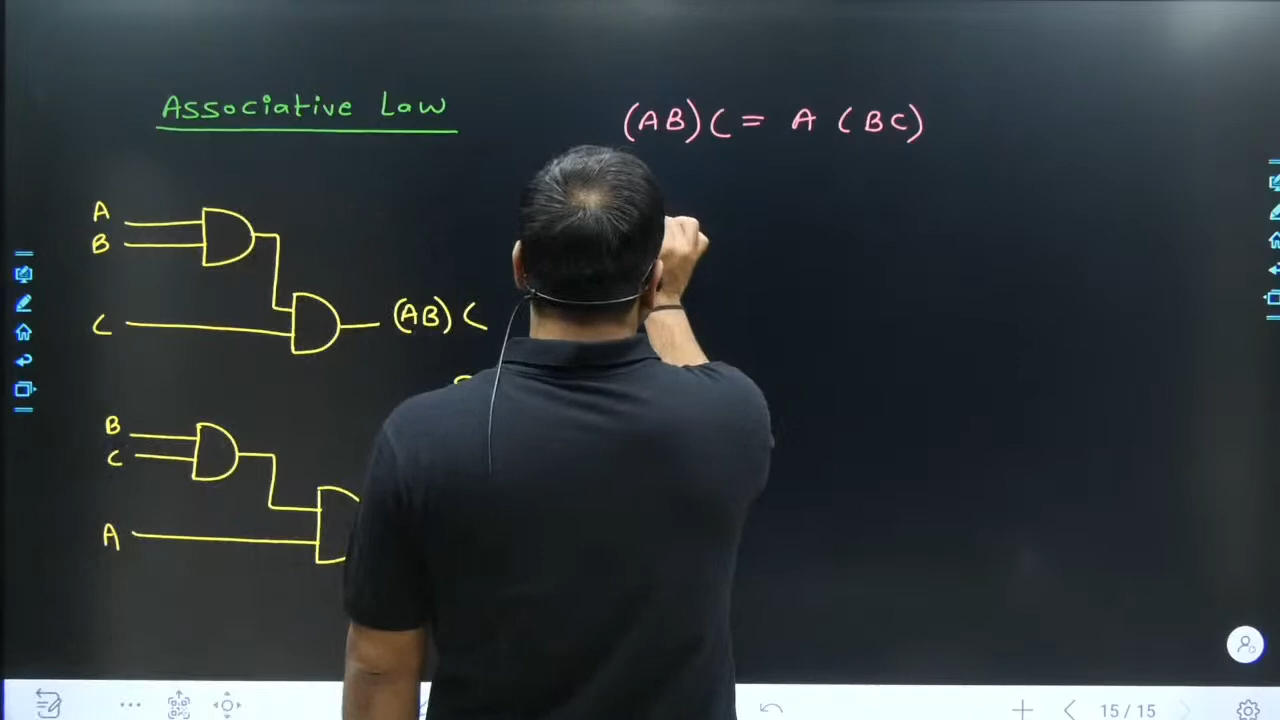 Associative Law
(AB)C = A (BC)
A
B
C
(AB) C
B
C
A
15/15